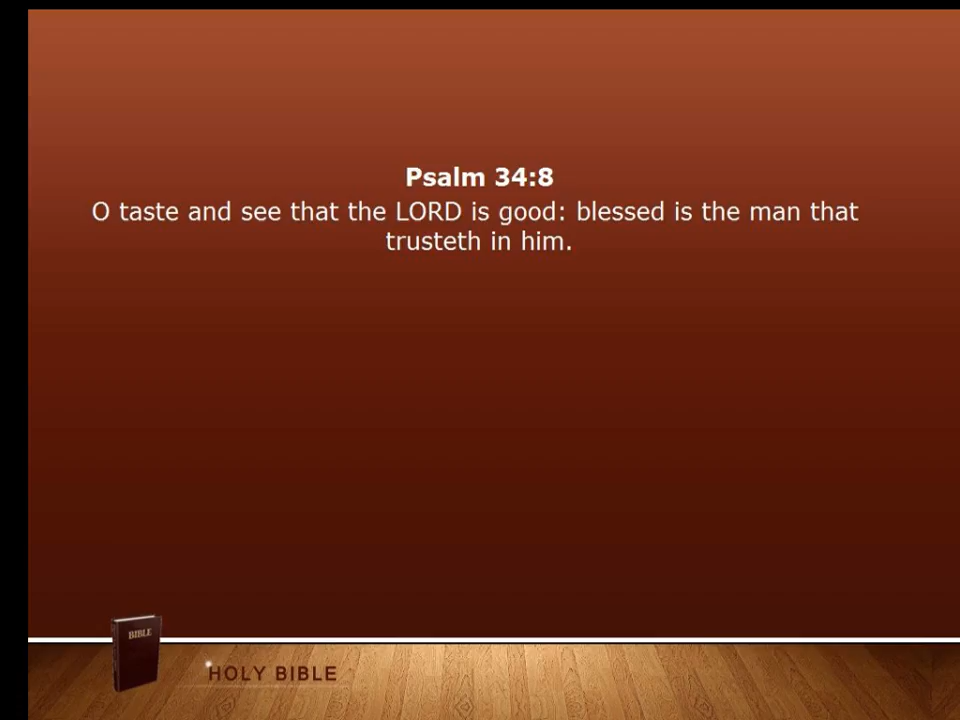 Psalm 34:8
O taste and see that the LORD is good: blessed is the man that
trusteth in him.
BIBLE
HOLY BIBLE